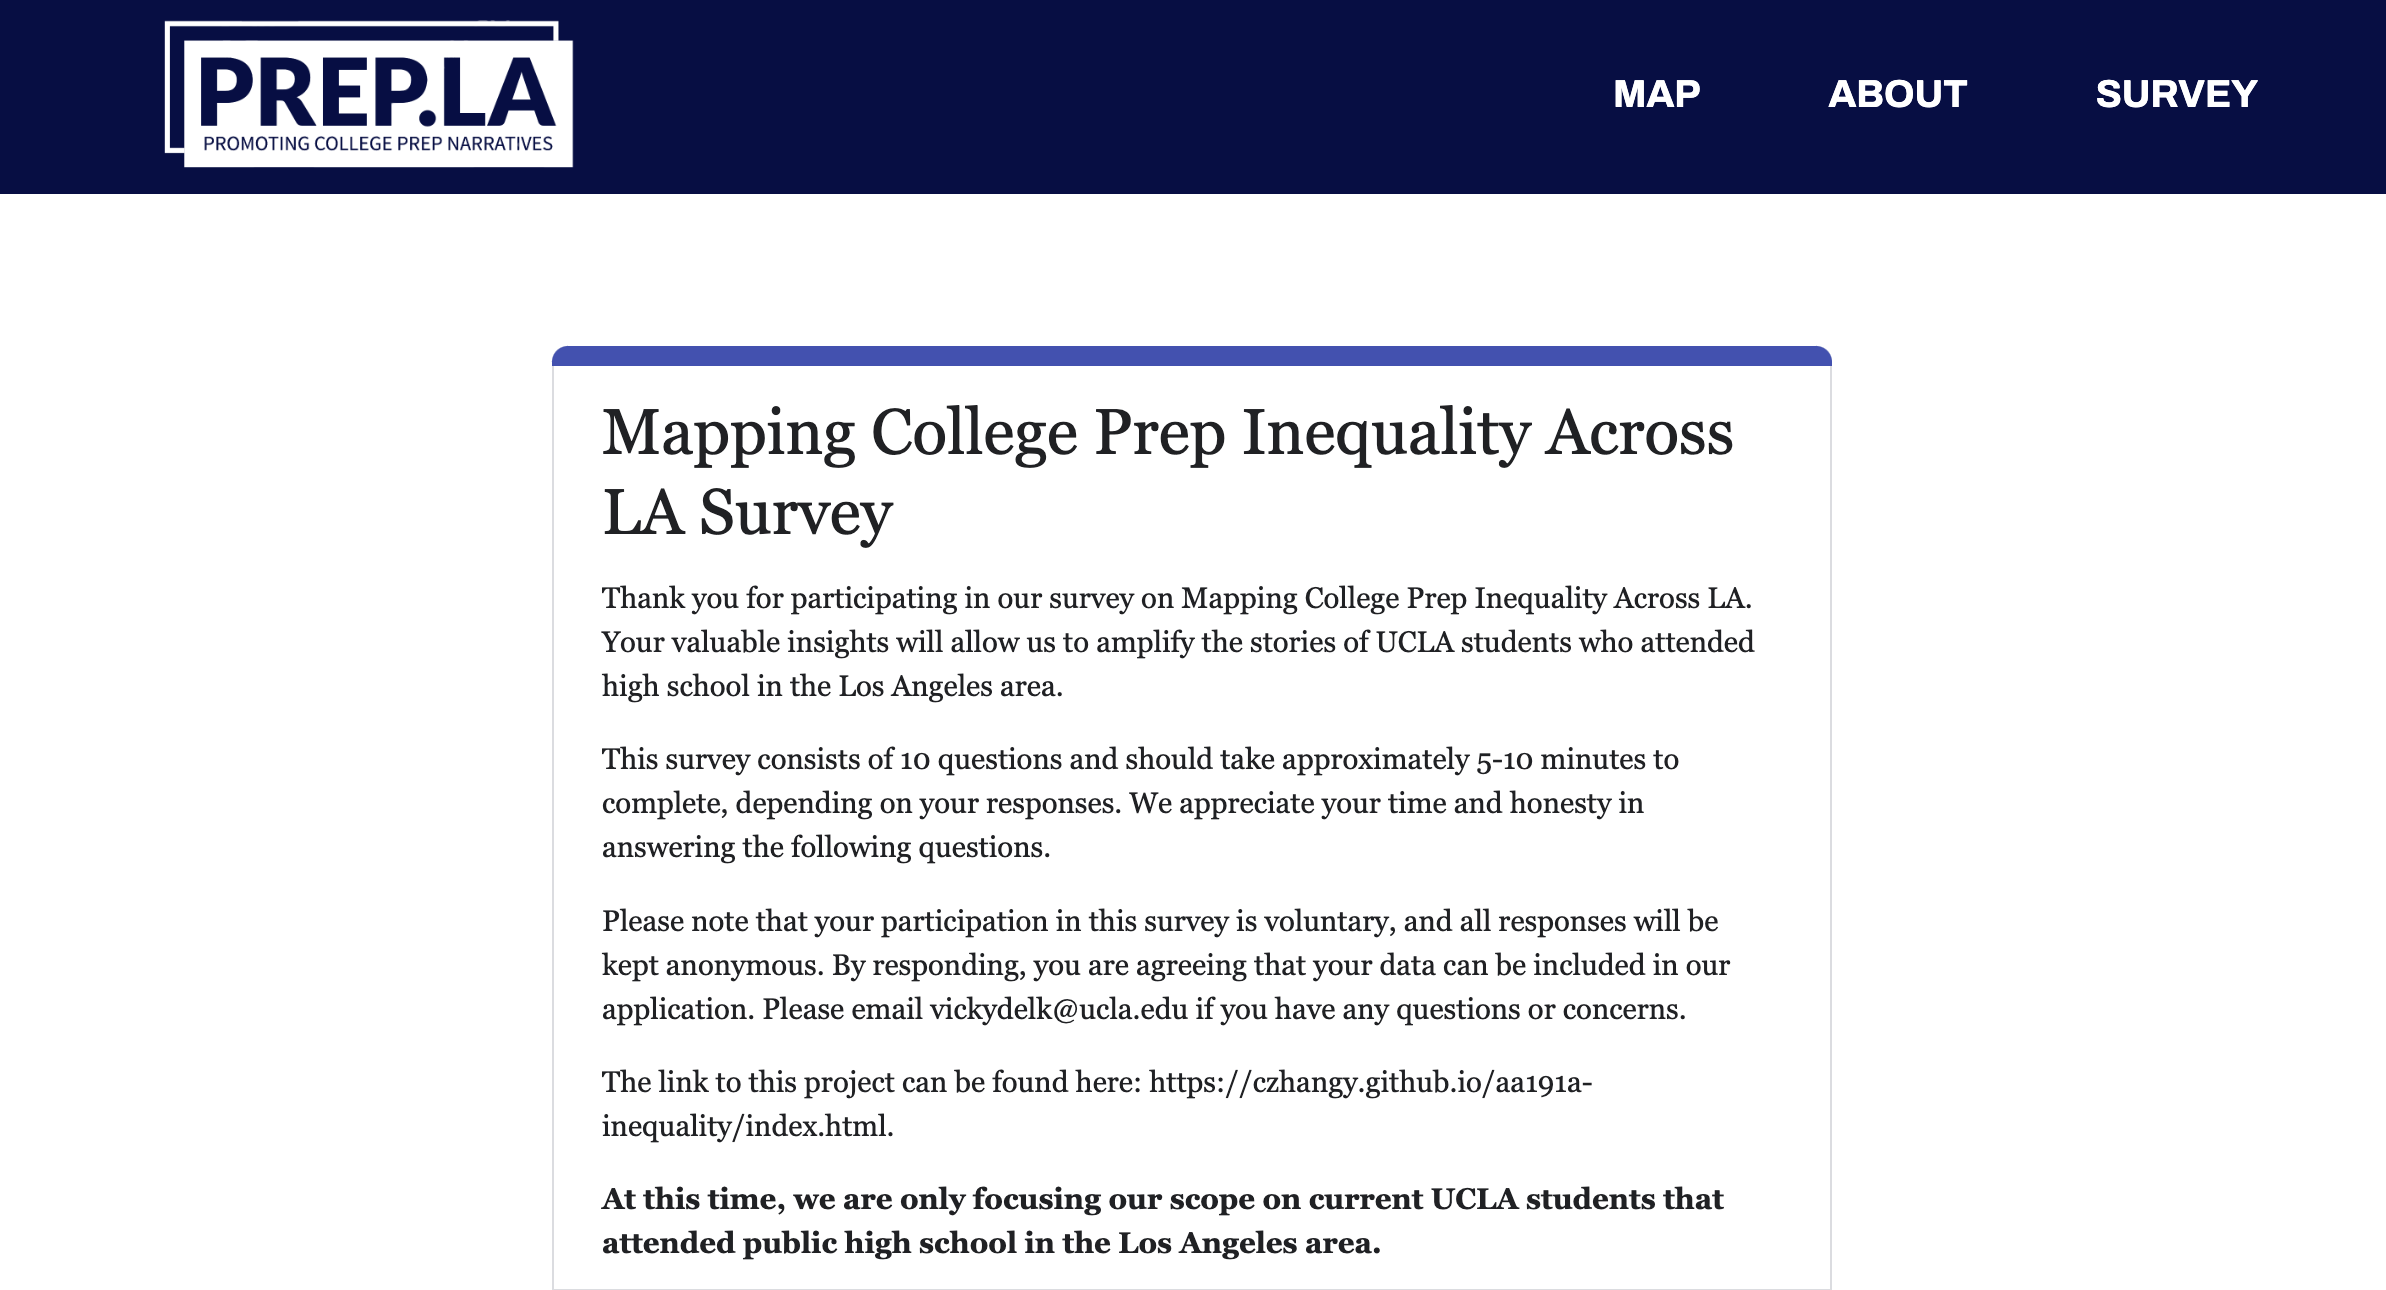 PREP.LA
PROMOTING COLLEGE PREP NARRATIVES
MAP ABOUT SURVEY
Mapping College Prep Inequality Across
LA Survey
Thank you for participating in our survey on Mapping College Prep Inequality Across LA.
Your valuable insights will allow us to amplify the stories of UCLA students who attended
high school in the Los Angeles area.
This survey consists of 10 questions and should take approximately 5-10 minutes to
complete, depending on your responses. We appreciate your time and honesty in
answering the following questions.
Please note that your participation in this survey is voluntary, and all responses will be
kept anonymous. By responding, you are agreeing that your data can be included in our
application. Please email vickydelk@ucla.edu if you have any questions or concerns.
The link to this project can be found here: https://czhangy.github.io/aa191a-
inequality/index.html.
At this time, we are only focusing our scope on current UCLA students that
attended public high school in the Los Angeles area.